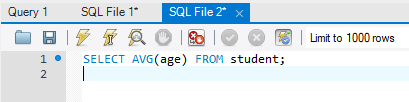 Query 1 SQL File 1* SQL File 2* ×
Limit to 1000 rows
1 SELECT AVG(age) FROM student;
2